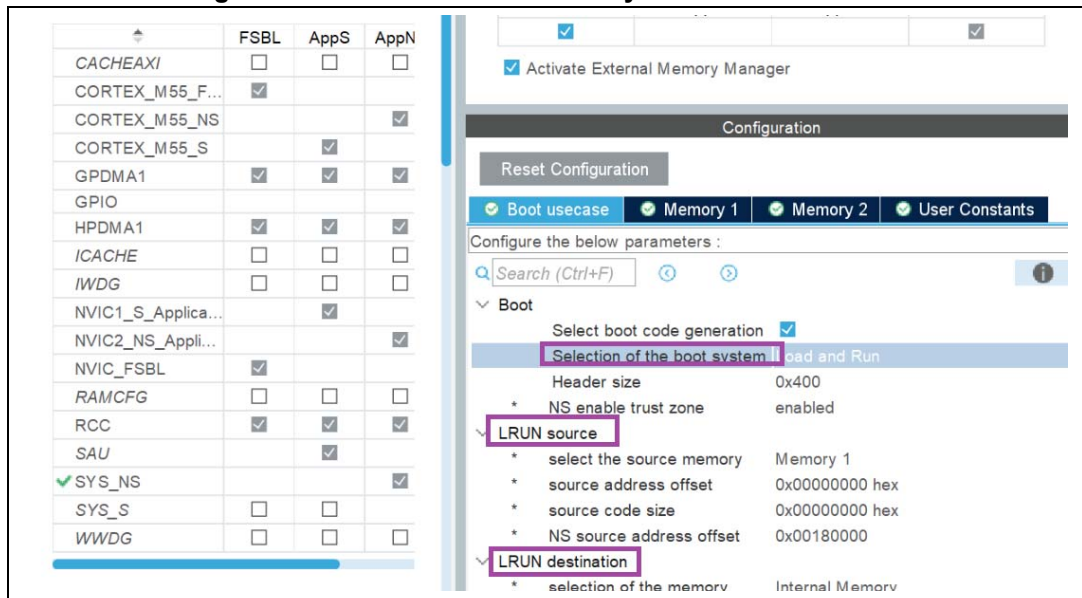 FSBL AppS AppN
CACHEAXI
CORTEX_M55_F...
CORTEX_M55_NS
CORTEX_M55_S
GPDMA1
GPIO
HPDMA1
ICACHE
IWDG
NVIC1_S_Applica...
NVIC2_NS_Appli...
NVIC_FSBL
RAMCFG
RCC
SAU
SYS_NS
SYS_S
WWDG
Activate External Memory Manager
Configuration
Reset Configuration
Boot usecase Memory 1 Memory 2 User Constants
Configure the below parameters :
Search (Ctrl+F)
Boot
Select boot code generation
Selection of the boot system Load and Run
Header size 0x400
* NS enable trust zone enabled
LRUN source
* select the source memory Memory 1
* source address offset 0x00000000 hex
* source code size 0x00000000 hex
* NS source address offset 0x00180000
LRUN destination
* selection of the memory Internal Memory